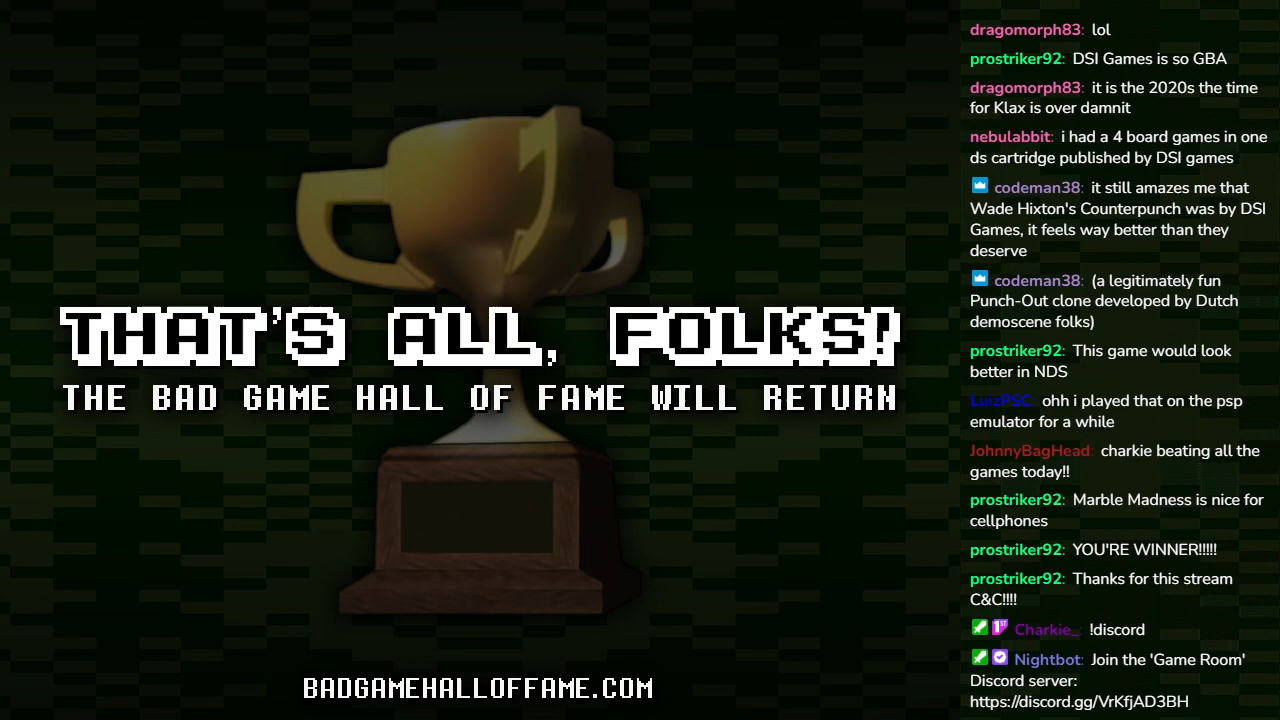 THAT'S ALL, FOLKS!
THE BAD GAME HALL OF FAME WILL RETURN
BADGAMEHALLOFFAME.COM
dragomorph83: lol
prostriker92: DSI Games is so GBA
dragomorph83: it is the 2020s the time
for Klax is over damnit
nebulabbit: i had a 4 board games in one
ds cartridge published by DSI games
codeman38: it still amazes me that
Wade Hixton's Counterpunch was by DSI
Games, it feels way better than they
deserve
codeman38: (a legitimately fun
Punch-Out clone developed by Dutch
demoscene folks)
prostriker92: This game would look
better in NDS
LuizPSC: ohh i played that on the psp
emulator for a while
JohnnyBagHead: charkie beating all the
games today!!
prostriker92: Marble Madness is nice for
cellphones
prostriker92: YOU'RE WINNER!!!!!
prostriker92: Thanks for this stream
C&C!!!!
Charkie_: !discord
Nightbot: Join the 'Game Room'
Discord server:
https://discord.gg/VrKfjAD3BH